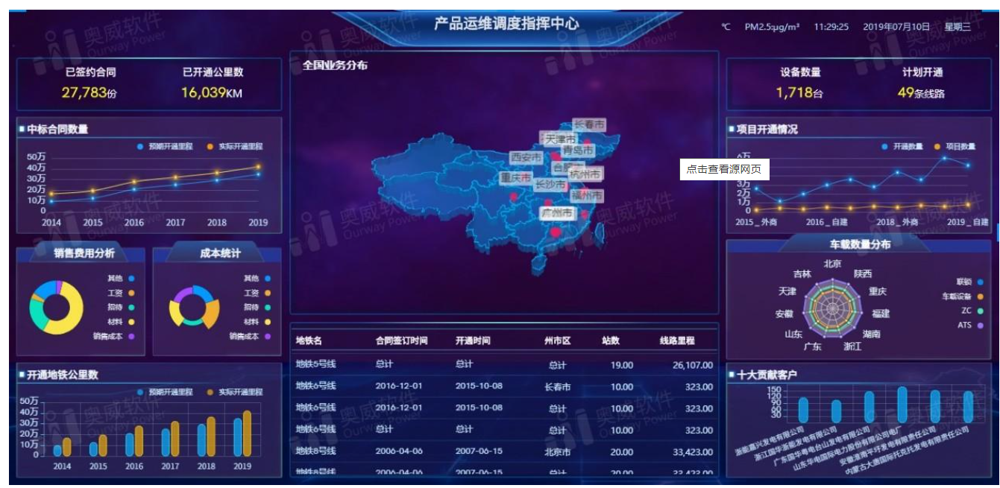 产品运维调度指挥中心
℃ PM2.5:μg/m³ 11:29:25 2019年07月10日 星期三
奥威软件
Ourway Power
已签约合同 已开通公里数
27,783份 16,039KM
中标合同数量
预期开通里程 实际开通里程
50万
40万
30万
20万
10万
0
2014 2015 2016 2017 2018 2019
销售费用分析
其他
工资
招待
材料
销售成本
成本统计
其他
工资
招待
材料
销售成本
开通地铁公里数
预期开通里程 实际开通里程
50万
40万
30万
20万
10万
0
2014 2015 2016 2017 2018 2019
全国业务分布
长春市
天津市
青岛市
西安市
合肥市
杭州市
重庆市
长沙市
福州市
广州市
地铁名 合同签订时间 开通时间 州市区 站数 线路里程
地铁5号线 总计 总计 总计 19.00 26,107.00
地铁6号线 2016-12-01 2015-10-08 长春市 10.00 323.00
地铁6号线 2016-12-01 2015-10-08 总计 10.00 323.00
地铁6号线 总计 总计 总计 10.00 323.00
地铁8号线 2006-04-06 2007-06-15 北京市 20.00 33,423.00
地铁8号线 2006-04-06 2007-06-15 总计 20.00 33,423.00
设备数量 计划开通
1,718台 49条线路
项目开通情况
开通数量 项目数量
点击查看源网页
3万
2万
1万
0
2015_外商 2016_自建 2018_外商 2019_自建
车载数量分布
北京
陕西
重庆
福建
湖南
浙江
广东
山东
安徽
天津
吉林
联锁
车载设备
ZC
ATS
十大贡献客户
150
120
90
60
30
浙能嘉兴发电有限公司
浙江国华浙能发电有限公司
广东国华粤电台山发电有限公司
山东华电国际电力股份有限公司电厂
安徽淮南平圩发电有限责任公司
内蒙古大唐国际托克托发电有限责任公司